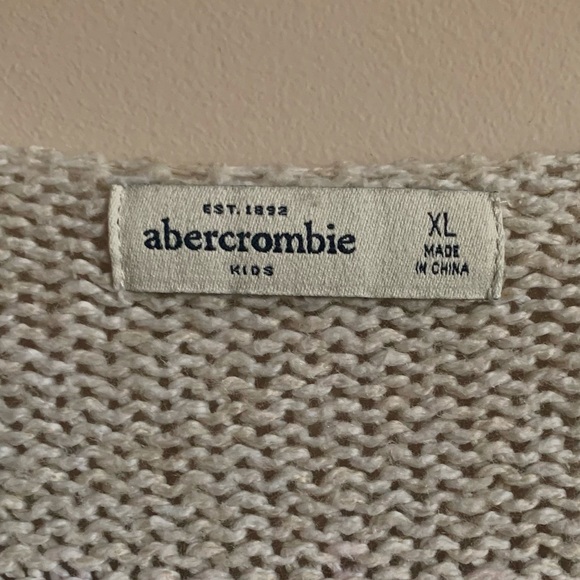 EST. 1892
abercrombie
KIDS
XL
MADE
IN CHINA